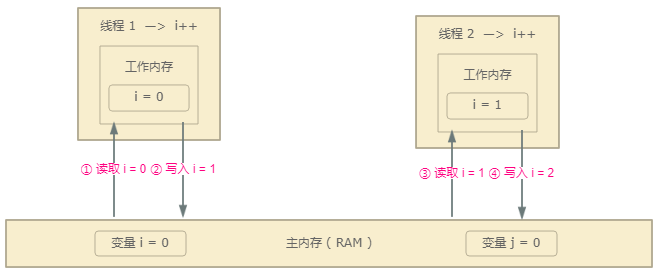 线程 1 —> i++
工作内存
i = 0
① 读取 i = 0 ② 写入 i = 1
线程 2 —> i++
工作内存
i = 1
③ 读取 i = 1 ④ 写入 i = 2
变量 i = 0
主内存 ( RAM )
变量 j = 0